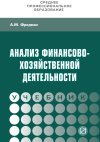 СРЕДНЕЕ
ПРОФЕССИОНАЛЬНОЕ
ОБРАЗОВАНИЕ
А.М. Фридман
АНАЛИЗ ФИНАНСОВО-
ХОЗЯЙСТВЕННОЙ
ДЕЯТЕЛЬНОСТИ
УЧЕБНИК